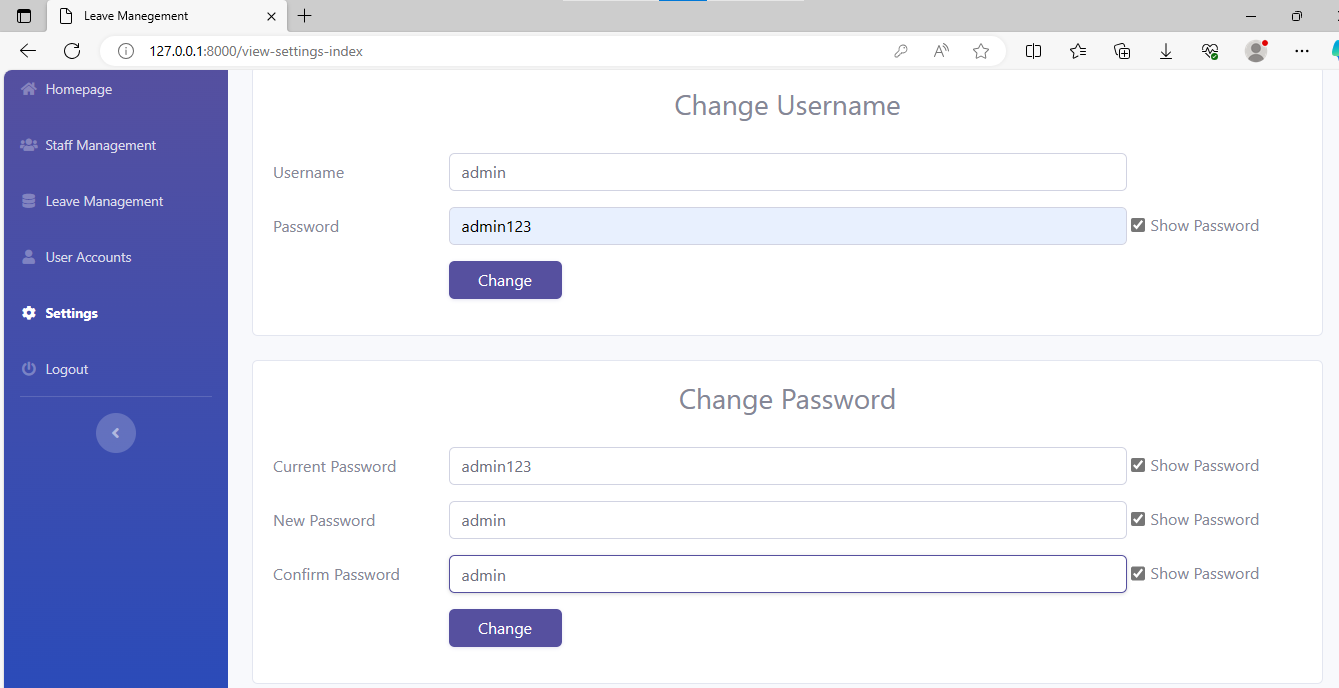 Leave Manegement
127.0.0.1:8000/view-settings-index
Homepage
Staff Management
Leave Management
User Accounts
Settings
Logout
Change Username
Username admin
Password admin123 Show Password
Change
Change Password
Current Password admin123 Show Password
New Password admin Show Password
Confirm Password admin Show Password
Change